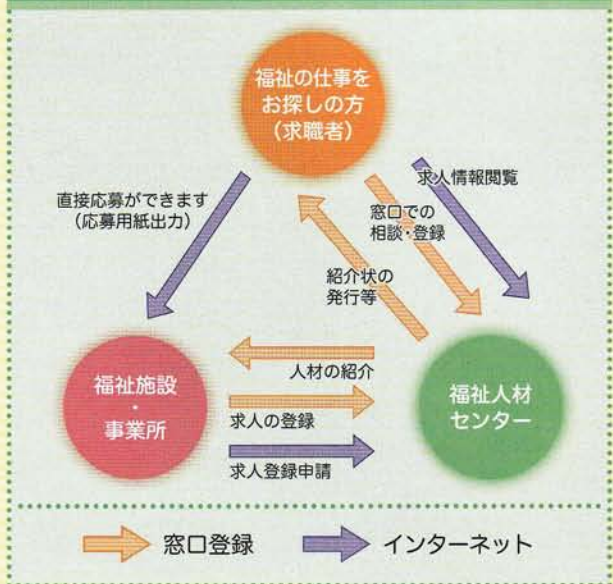 福祉の仕事を
お探しの方
（求職者）
直接応募ができます
（応募用紙出力）
求人情報閲覧
窓口での
相談・登録
紹介状の
発行等
福祉施設
・
事業所
人材の紹介
求人の登録
求人登録申請
福祉人材
センター
窓口登録
インターネット